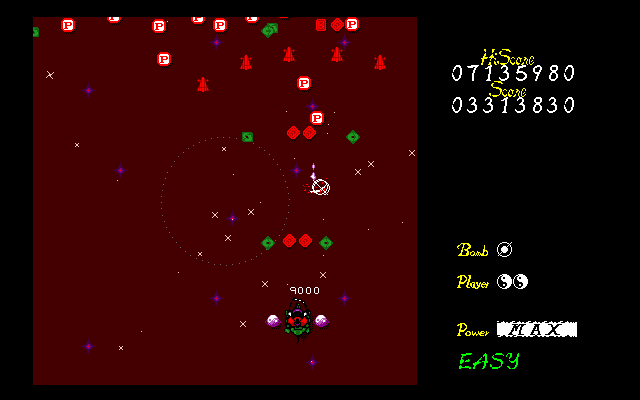 P P P P P
HiScore
07135980
Score
03313830
P
P
P
Bomb
9000
Player
Power MAX
EASY